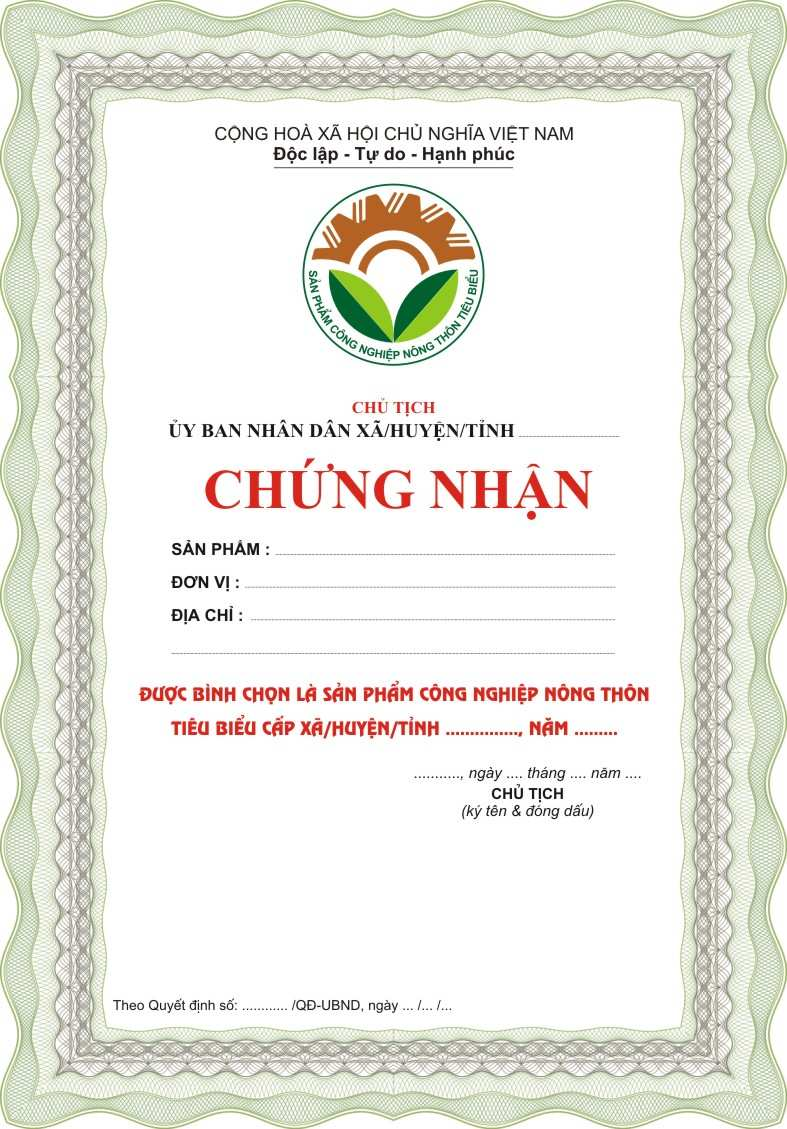 CỘNG HOÀ XÃ HỘI CHỦ NGHĨA VIỆT NAM
Độc lập - Tự do - Hạnh phúc
SẢN PHẨM CÔNG NGHIỆP NÔNG THÔN TIÊU BIỂU
CHỦ TỊCH
ỦY BAN NHÂN DÂN XÃ/HUYỆN/TỈNH ..............................
CHỨNG NHẬN
SẢN PHẨM : ............................................................
ĐƠN VỊ : ............................................................
ĐỊA CHỈ : ............................................................
............................................................
ĐƯỢC BÌNH CHỌN LÀ SẢN PHẨM CÔNG NGHIỆP NÔNG THÔN
TIÊU BIỂU CẤP XÃ/HUYỆN/TỈNH ..............., NĂM .........
..........., ngày .... tháng .... năm ....
CHỦ TỊCH
(ký tên & đóng dấu)
Theo Quyết định số: ............ /QĐ-UBND, ngày ... /... /...